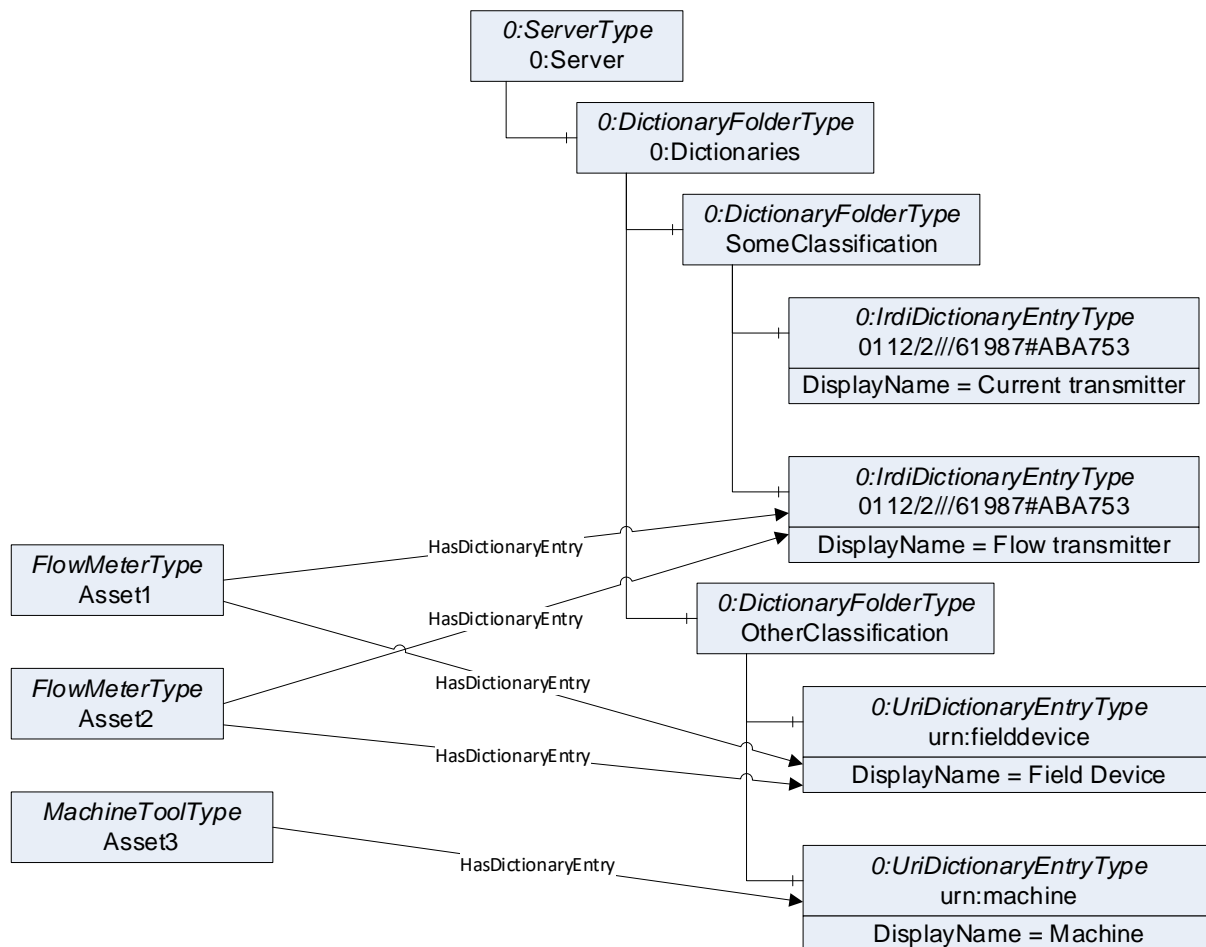 0:ServerType
0:Server
0:DictionaryFolderType
0:Dictionaries
0:DictionaryFolderType
SomeClassification
0:IrdiDictionaryEntryType
0112/2///61987#ABA753
DisplayName = Current transmitter
0:IrdiDictionaryEntryType
0112/2///61987#ABA753
DisplayName = Flow transmitter
HasDictionaryEntry
FlowMeterType
Asset1
HasDictionaryEntry
0:DictionaryFolderType
OtherClassification
FlowMeterType
Asset2
HasDictionaryEntry
0:UriDictionaryEntryType
urn:fielddevice
DisplayName = Field Device
HasDictionaryEntry
MachineToolType
Asset3
HasDictionaryEntry
0:UriDictionaryEntryType
urn:machine
DisplayName = Machine